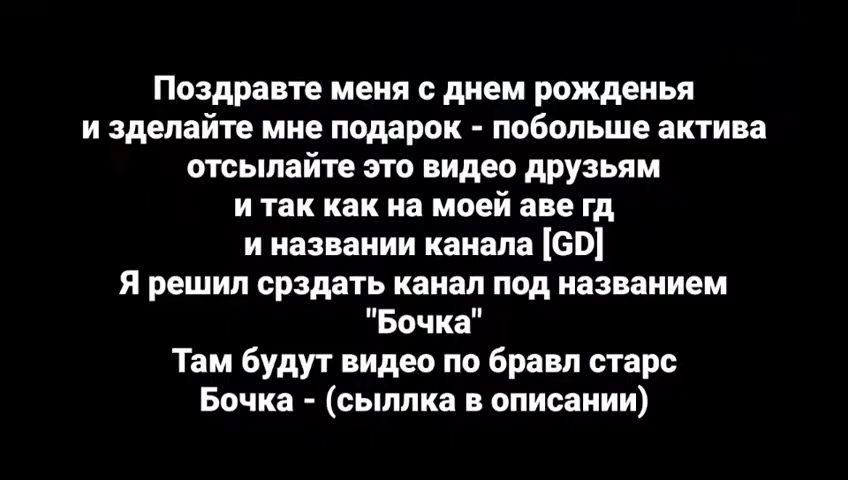 Поздравте меня с днем рожденья
и зделайте мне подарок - побольше актива
отсылайте это видео друзьям
и так как на моей аве гд
и названии канала [GD]
Я решил срздать канал под названием
"Бочка"
Там будут видео по бравл старс
Бочка - (сыллка в описании)